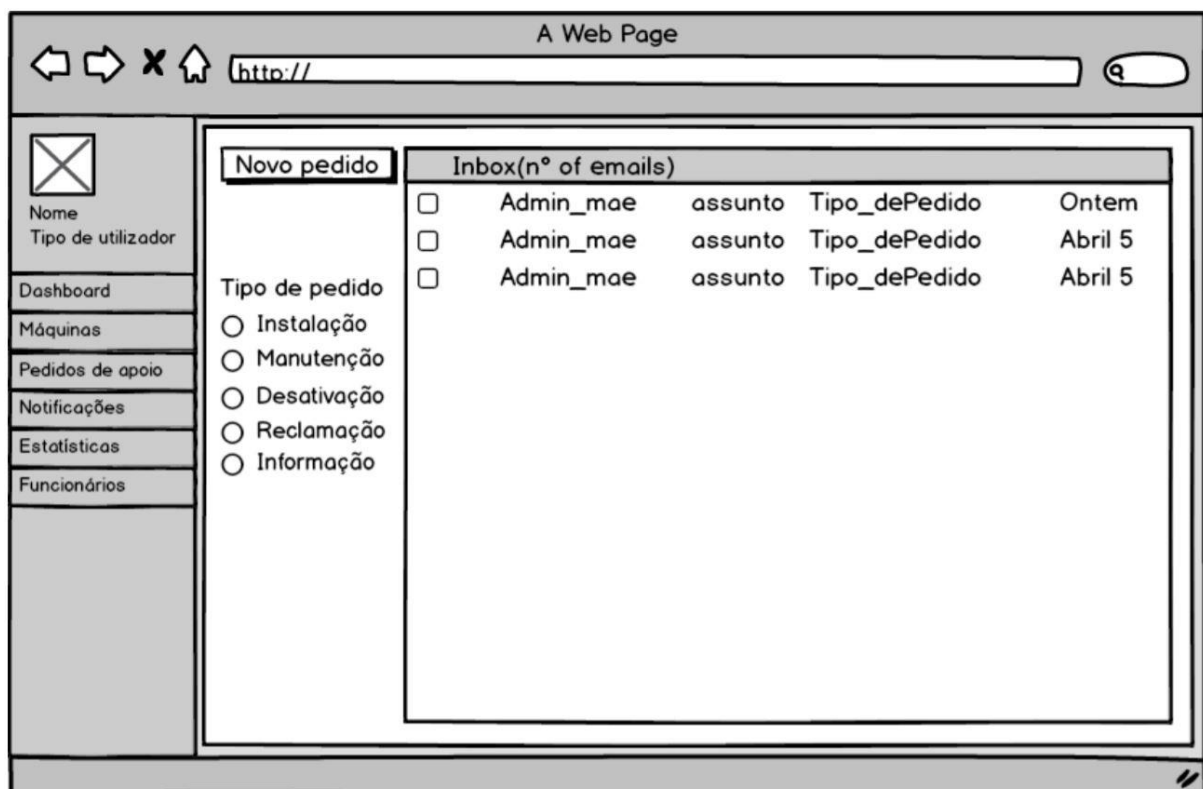 A Web Page
http://
Nome
Tipo de utilizador
Dashboard
Máquinas
Pedidos de apoio
Notificações
Estatísticas
Funcionários
Novo pedido
Tipo de pedido
Instalação
Manutenção
Desativação
Reclamação
Informação
Inbox(nº of emails)
Admin_mae assunto Tipo_dePedido Ontem
Admin_mae assunto Tipo_dePedido Abril 5
Admin_mae assunto Tipo_dePedido Abril 5